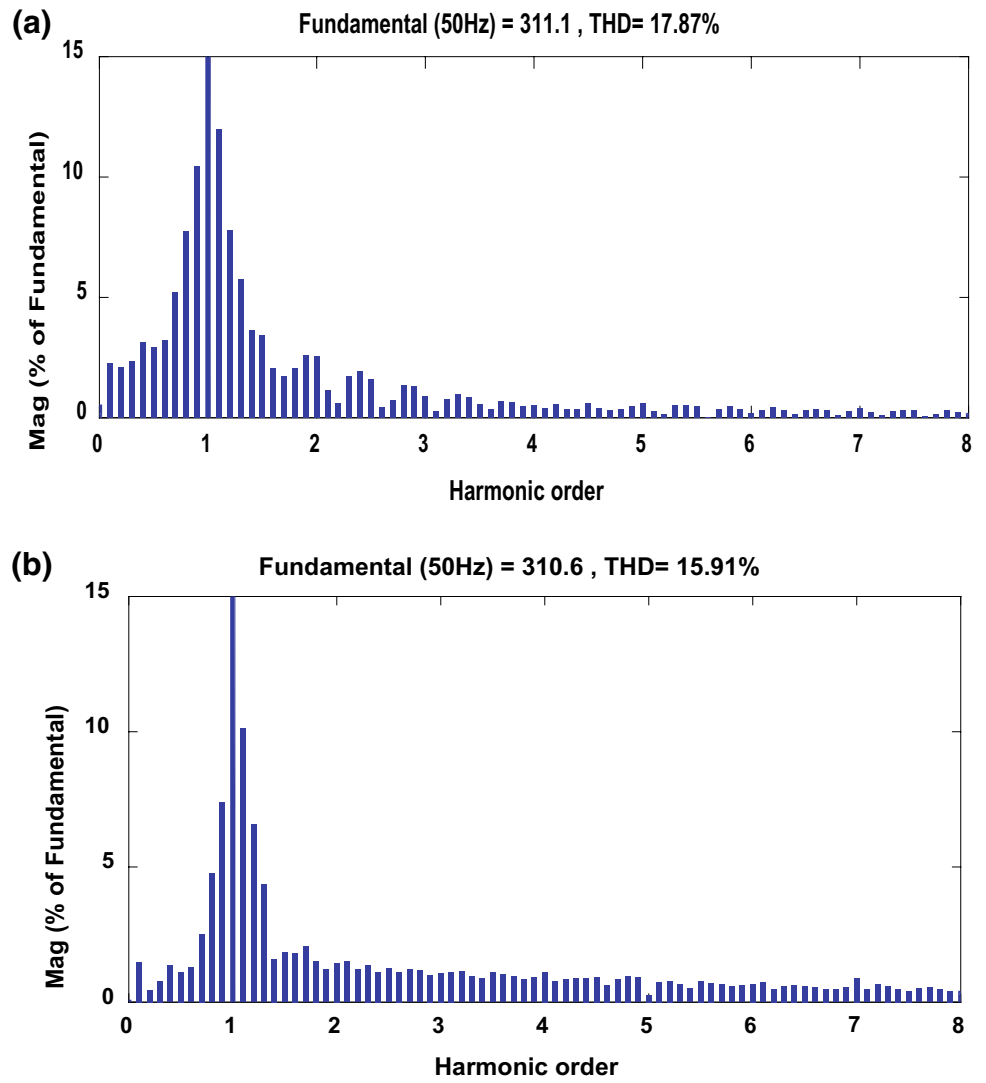 (a)
Fundamental (50Hz) = 311.1 , THD= 17.87%
15
10
5
0
Mag (% of Fundamental)
0 1 2 3 4 5 6 7 8
Harmonic order
(b)
Fundamental (50Hz) = 310.6 , THD= 15.91%
15
10
5
0
Mag (% of Fundamental)
0 1 2 3 4 5 6 7 8
Harmonic order